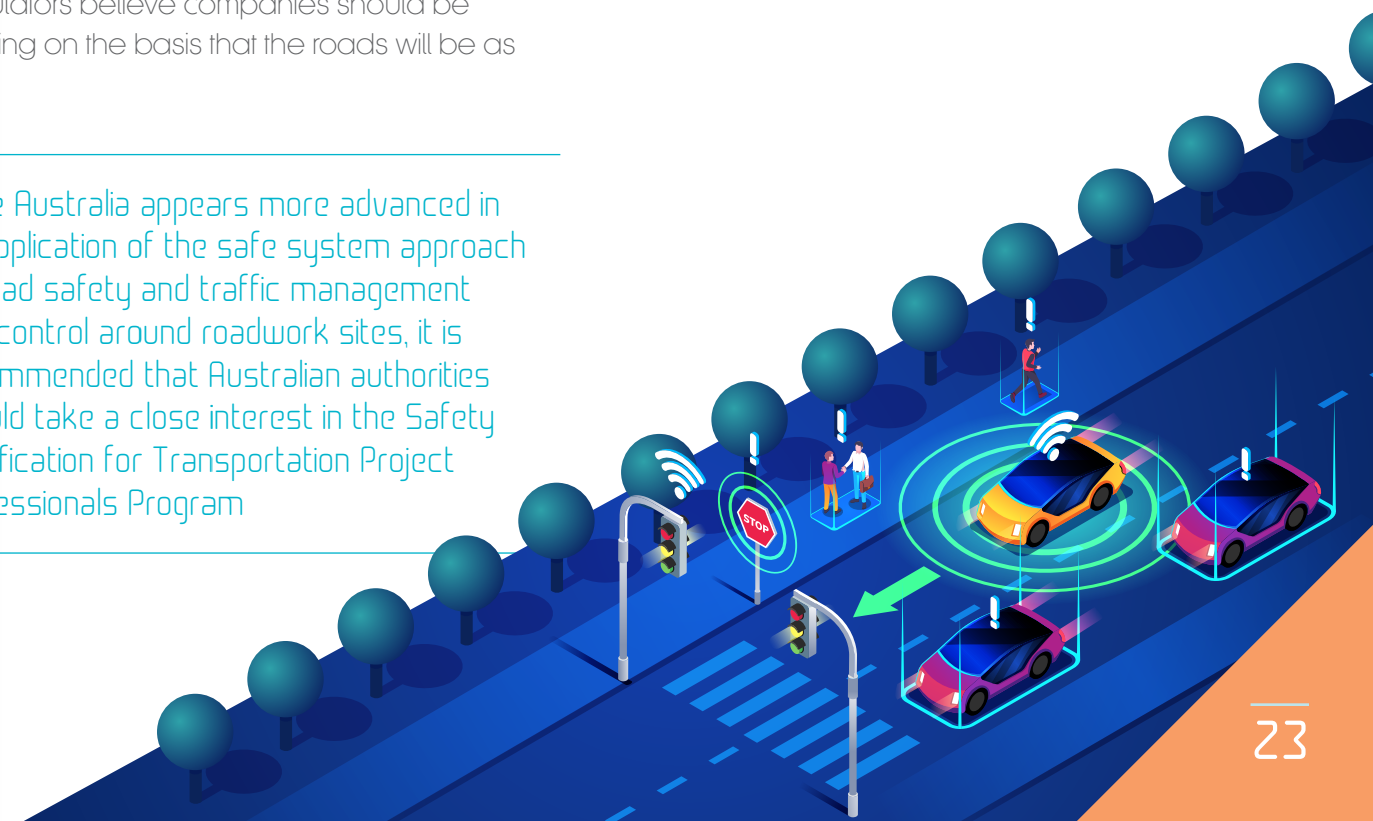 ulators believe companies should be
ing on the basis that the roads will be as
e Australia appears more advanced in
pplication of the safe system approach
ad safety and traffic management
control around roadwork sites, it is
mmended that Australian authorities
ld take a close interest in the Safety
fication for Transportation Project
essionals Program
STOP
23